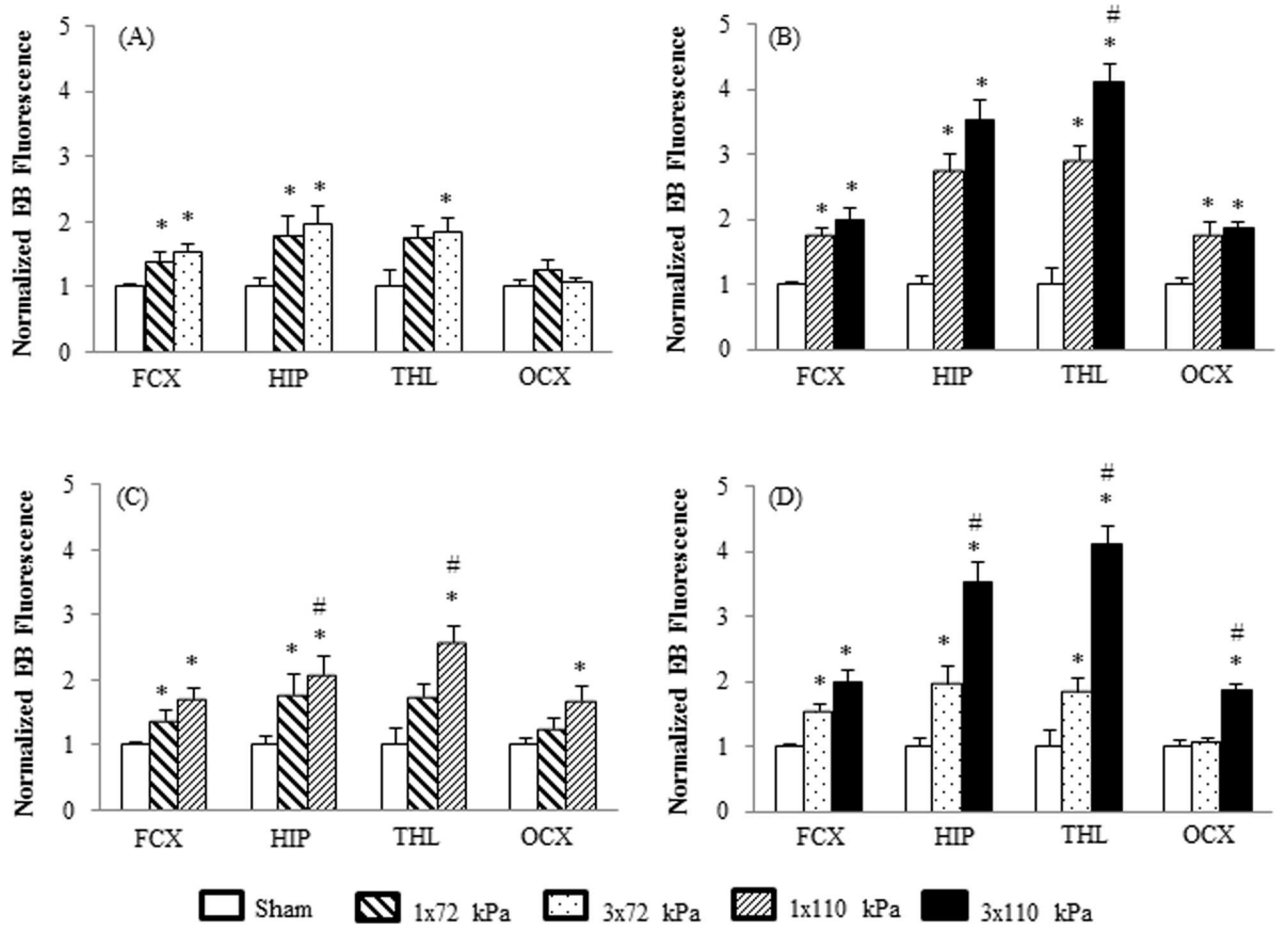 (A)
Normalized EB Fluorescence
5
4
3
2
1
0
* * * * *
FCX HIP THL OCX
(B)
Normalized EB Fluorescence
5
4
3
2
1
0
#
* * * * * * * *
FCX HIP THL OCX
(C)
Normalized EB Fluorescence
5
4
3
2
1
0
# #
* * * * * *
FCX HIP THL OCX
(D)
Normalized EB Fluorescence
5
4
3
2
1
0
# # #
* * * * * * *
FCX HIP THL OCX
Sham 1x72 kPa 3x72 kPa 1x110 kPa 3x110 kPa